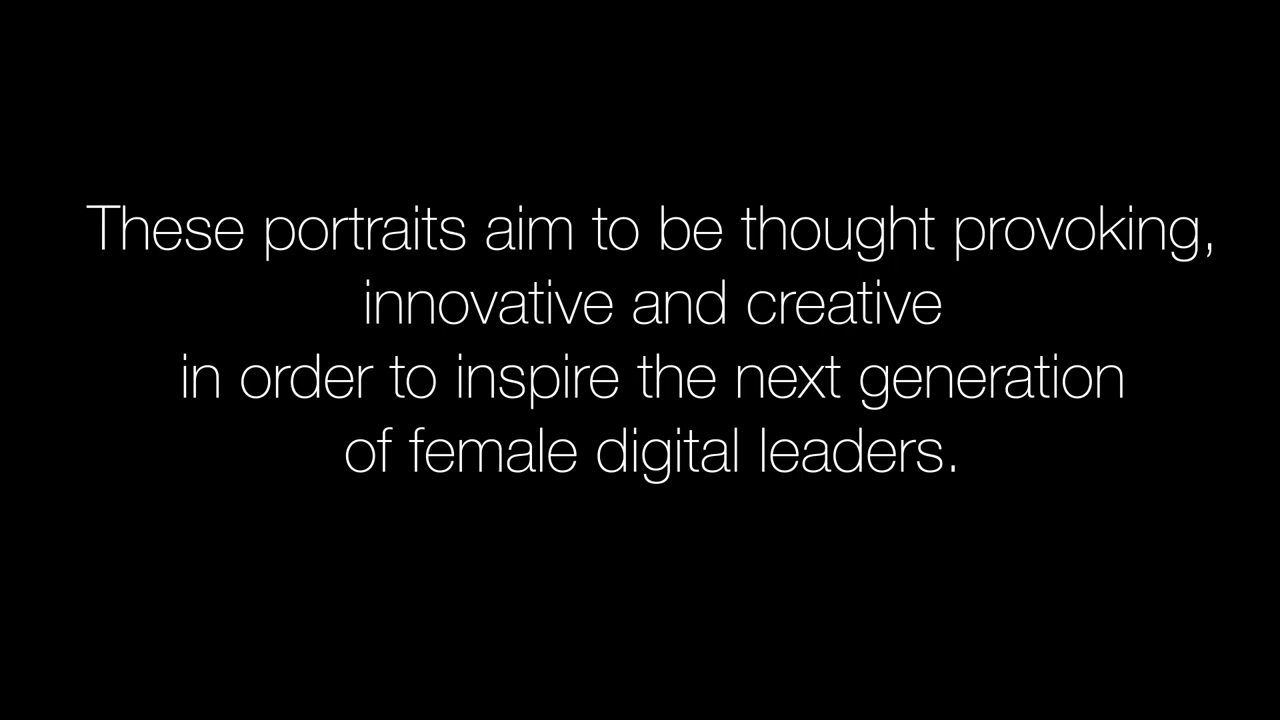 These portraits aim to be thought provoking,
innovative and creative
in order to inspire the next generation
of female digital leaders.